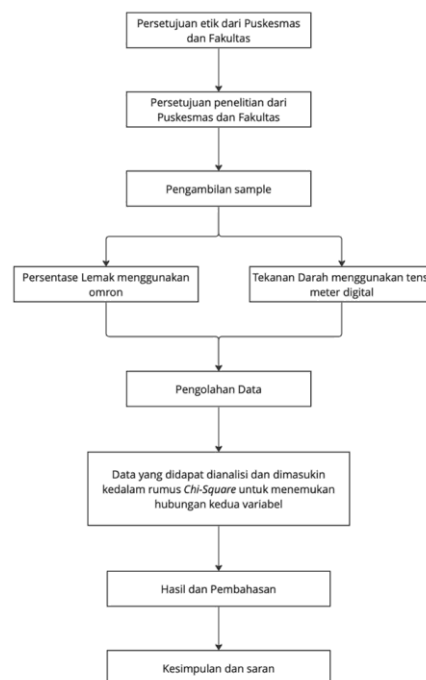 Persetujuan etik dari Puskesmas
dan Fakultas
Persetujuan penelitian dari
Puskesmas dan Fakultas
Pengambilan sample
Persentase Lemak menggunakan
omron
Tekanan Darah menggunakan tens
meter digital
Pengolahan Data
Data yang didapat dianalisi dan dimasukin
kedalam rumus Chi-Square untuk menemukan
hubungan kedua variabel
Hasil dan Pembahasan
Kesimpulan dan saran